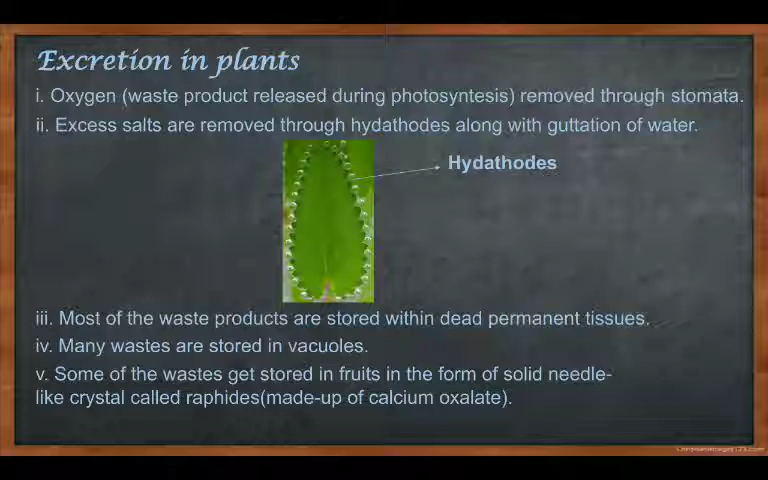 Excretion in plants
i. Oxygen (waste product released during photosyntesis) removed through stomata.
ii. Excess salts are removed through hydathodes along with guttation of water.
Hydathodes
iii. Most of the waste products are stored within dead permanent tissues.
iv. Many wastes are stored in vacuoles.
v. Some of the wastes get stored in fruits in the form of solid needle-
like crystal called raphides(made-up of calcium oxalate).